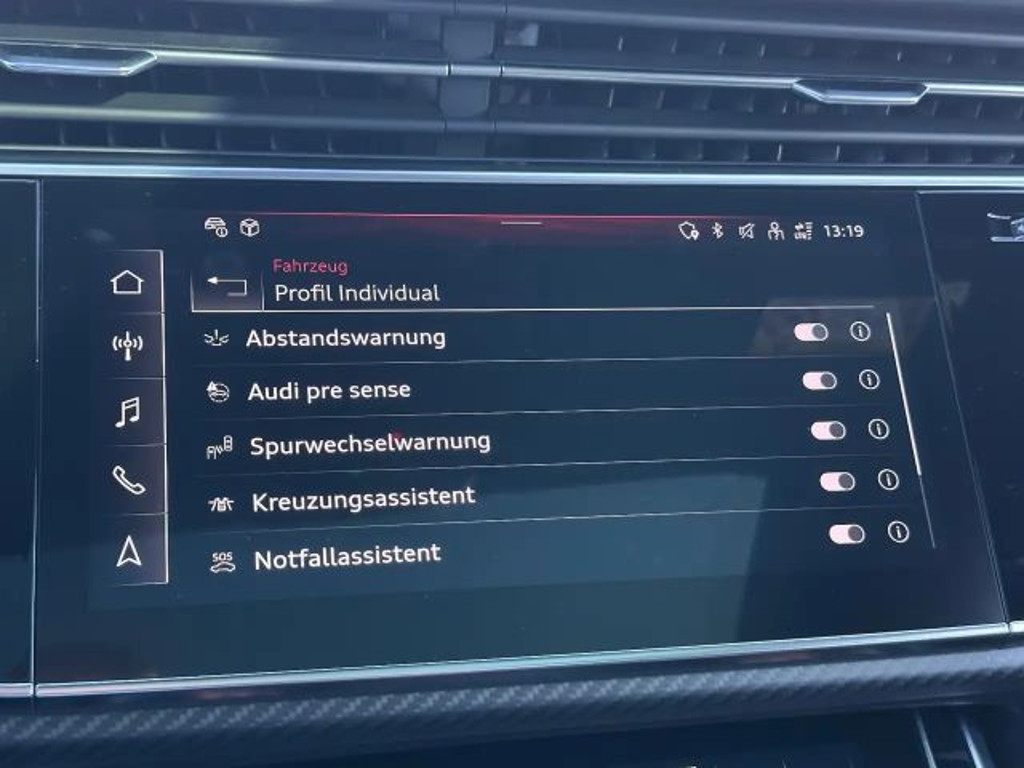 13:19
Fahrzeug
Profil Individual
Abstandswarnung
Audi pre sense
Spurwechselwarnung
Kreuzungsassistent
SOS Notfallassistent